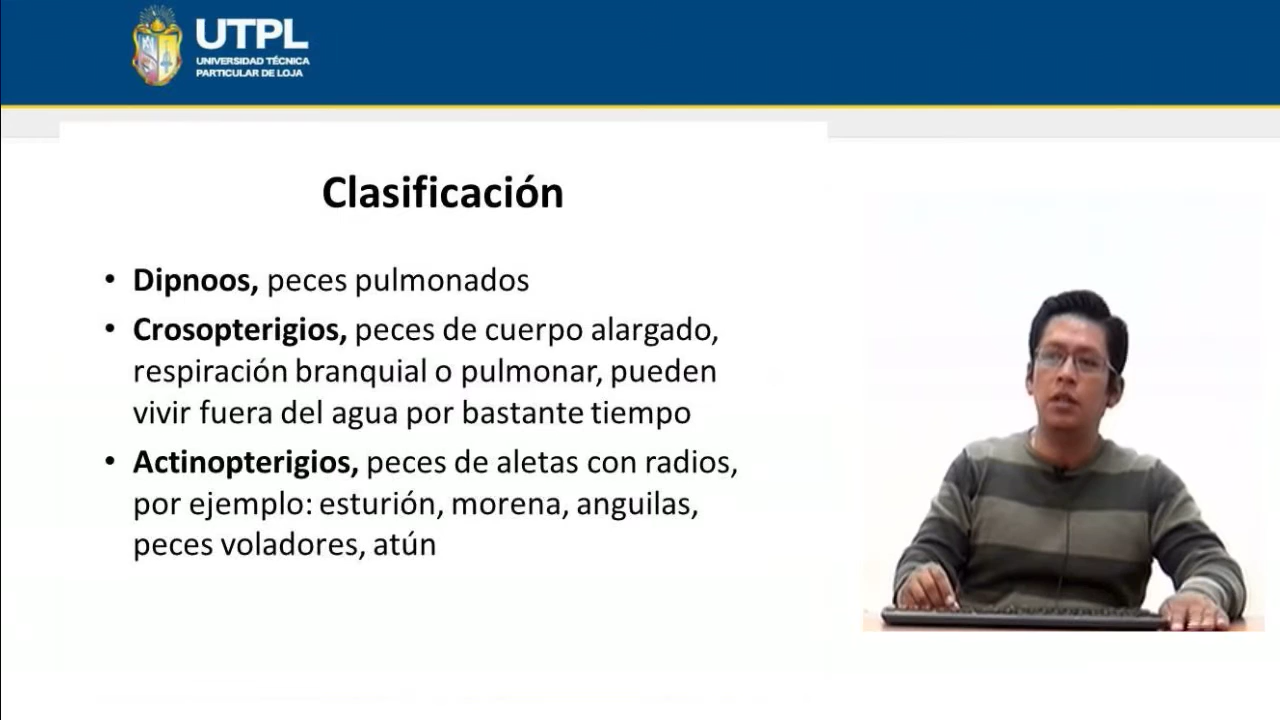 UTPL
UNIVERSIDAD TÉCNICA
PARTICULAR DE LOJA
Clasificación
• Dipnoos, peces pulmonados
• Crosopterigios, peces de cuerpo alargado,
respiración branquial o pulmonar, pueden
vivir fuera del agua por bastante tiempo
• Actinopterigios, peces de aletas con radios,
por ejemplo: esturión, morena, anguilas,
peces voladores, atún